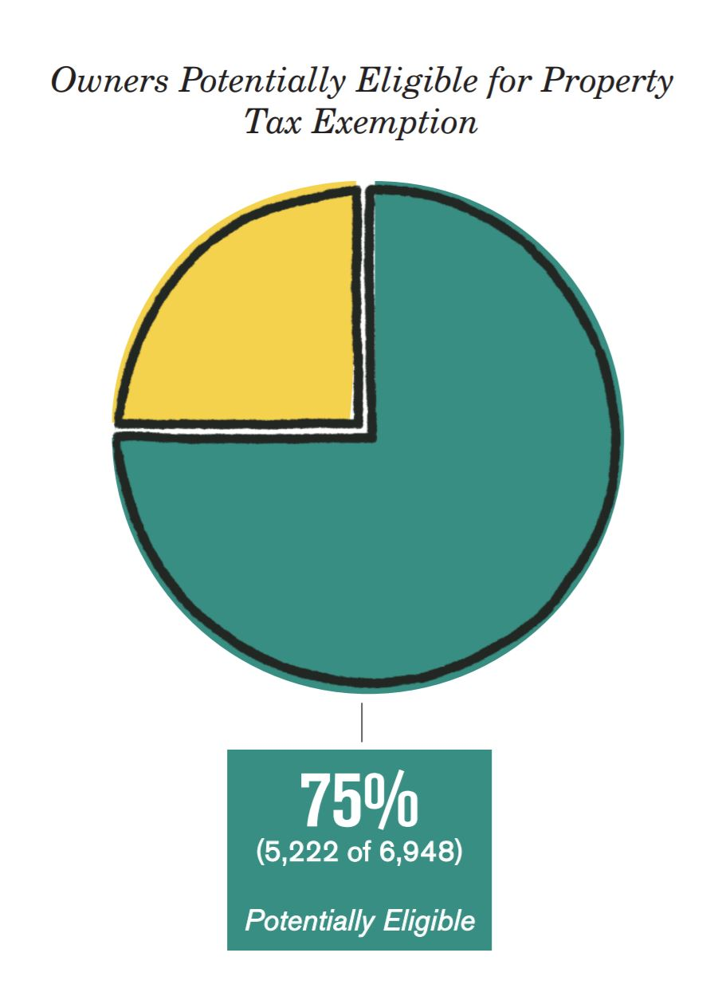 Owners Potentially Eligible for Property
Tax Exemption
75%
(5,222 of 6,948)
Potentially Eligible